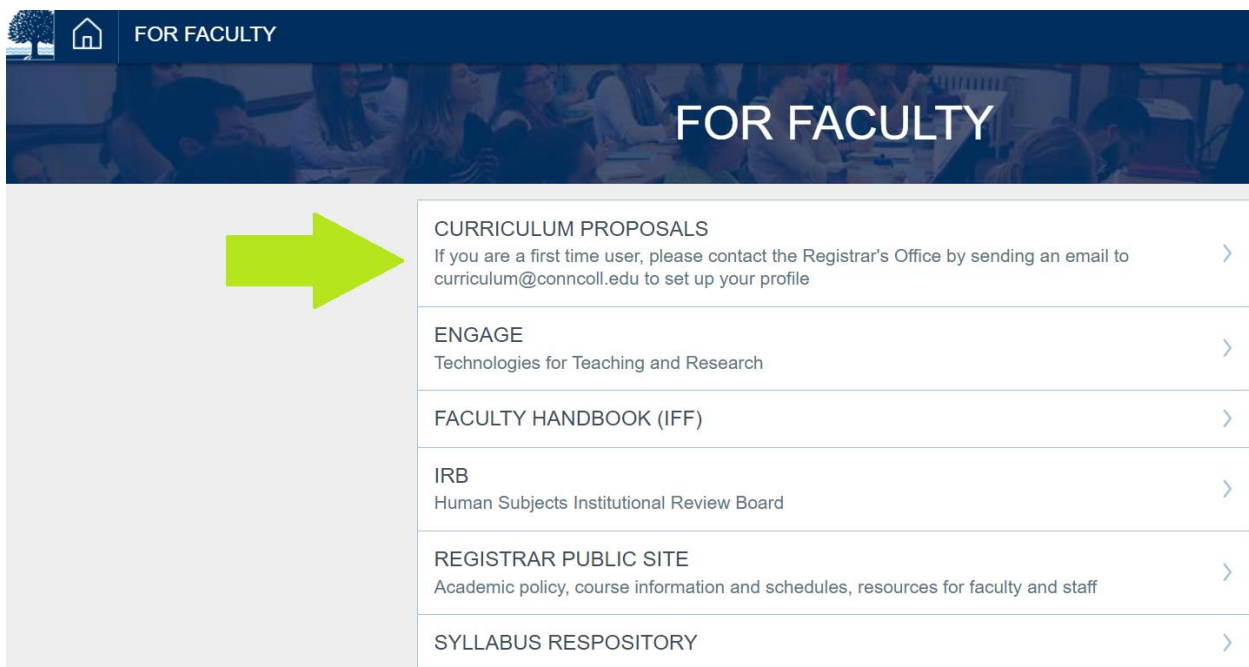 FOR FACULTY
FOR FACULTY
CURRICULUM PROPOSALS
If you are a first time user, please contact the Registrar's Office by sending an email to
curriculum@conncoll.edu to set up your profile
ENGAGE
Technologies for Teaching and Research
FACULTY HANDBOOK (IFF)
IRB
Human Subjects Institutional Review Board
REGISTRAR PUBLIC SITE
Academic policy, course information and schedules, resources for faculty and staff
SYLLABUS RESPOSITORY